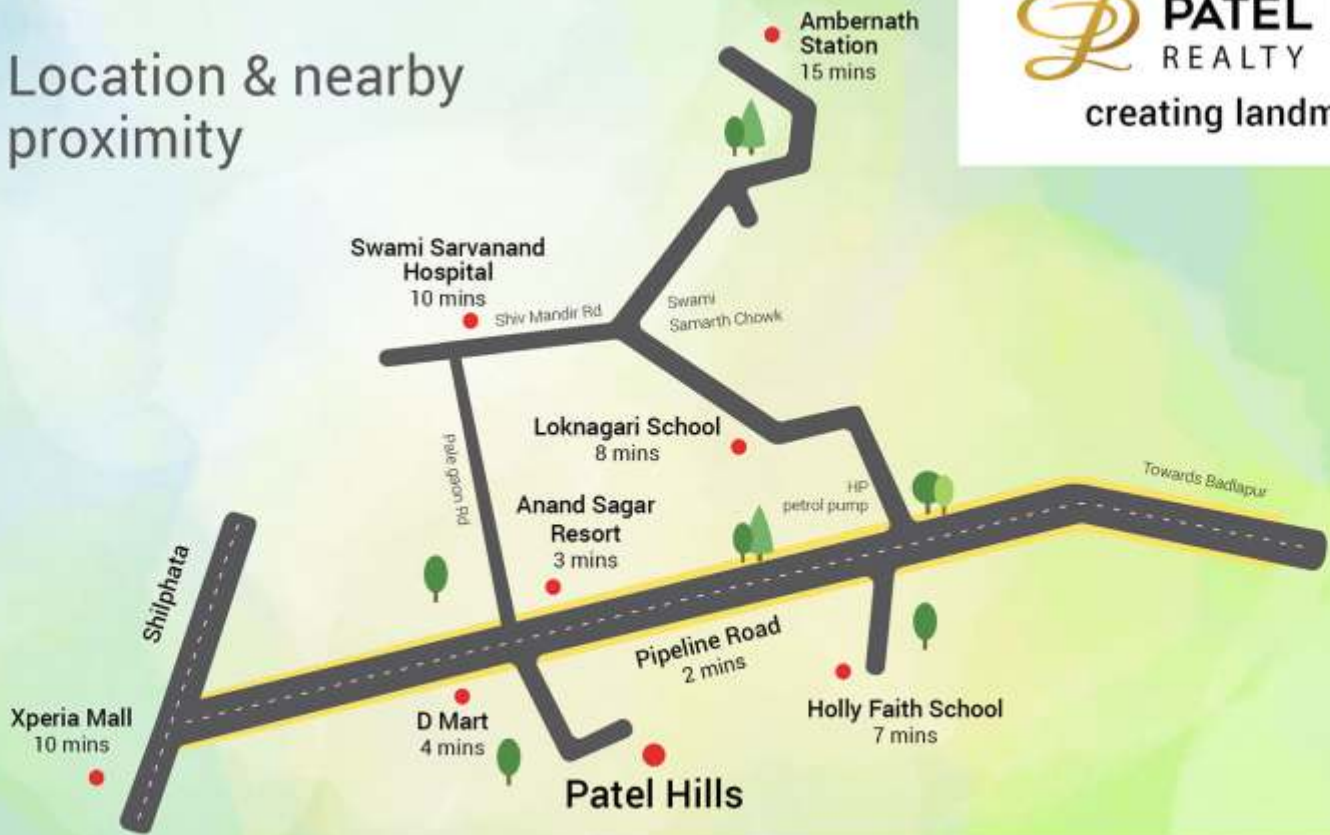 Location & nearby
proximity
PATEL
REALTY
creating landm
Ambernath
Station
15 mins
Swami Sarvanand
Hospital
10 mins
Shiv Mandir Rd
Swami
Samarth Chowk
Loknagari School
8 mins
Pale gaon Rd
Anand Sagar
Resort
3 mins
HP
petrol pump
Towards Badlapur
Shilphata
Pipeline Road
2 mins
Xperia Mall
10 mins
D Mart
4 mins
Holly Faith School
7 mins
Patel Hills